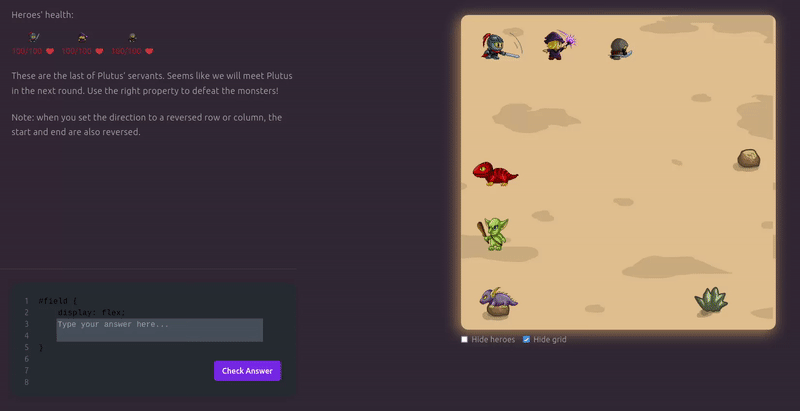 Heroes' health:
100/100 100/100 100/100
These are the last of Plutus' servants. Seems like we will meet Plutus
in the next round. Use the right property to defeat the monsters!
Note: when you set the direction to a reversed row or column, the
start and end are also reversed.
1 #field {
2 display: flex;
3 Type your answer here...
4
5 }
6
7
8
Check Answer
Hide heroes Hide grid